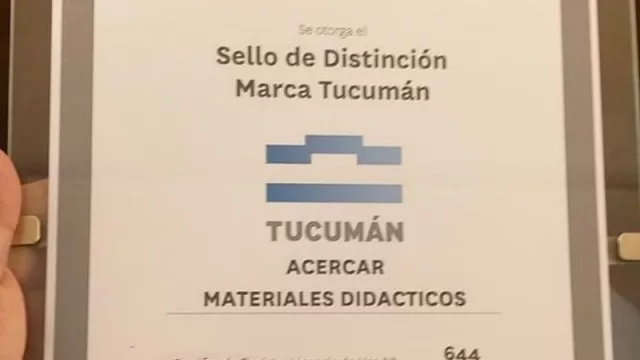 Se otorga el
Sello de Distinción
Marca Tucumán
TUCUMÁN
ACERCAR
MATERIALES DIDACTICOS
644